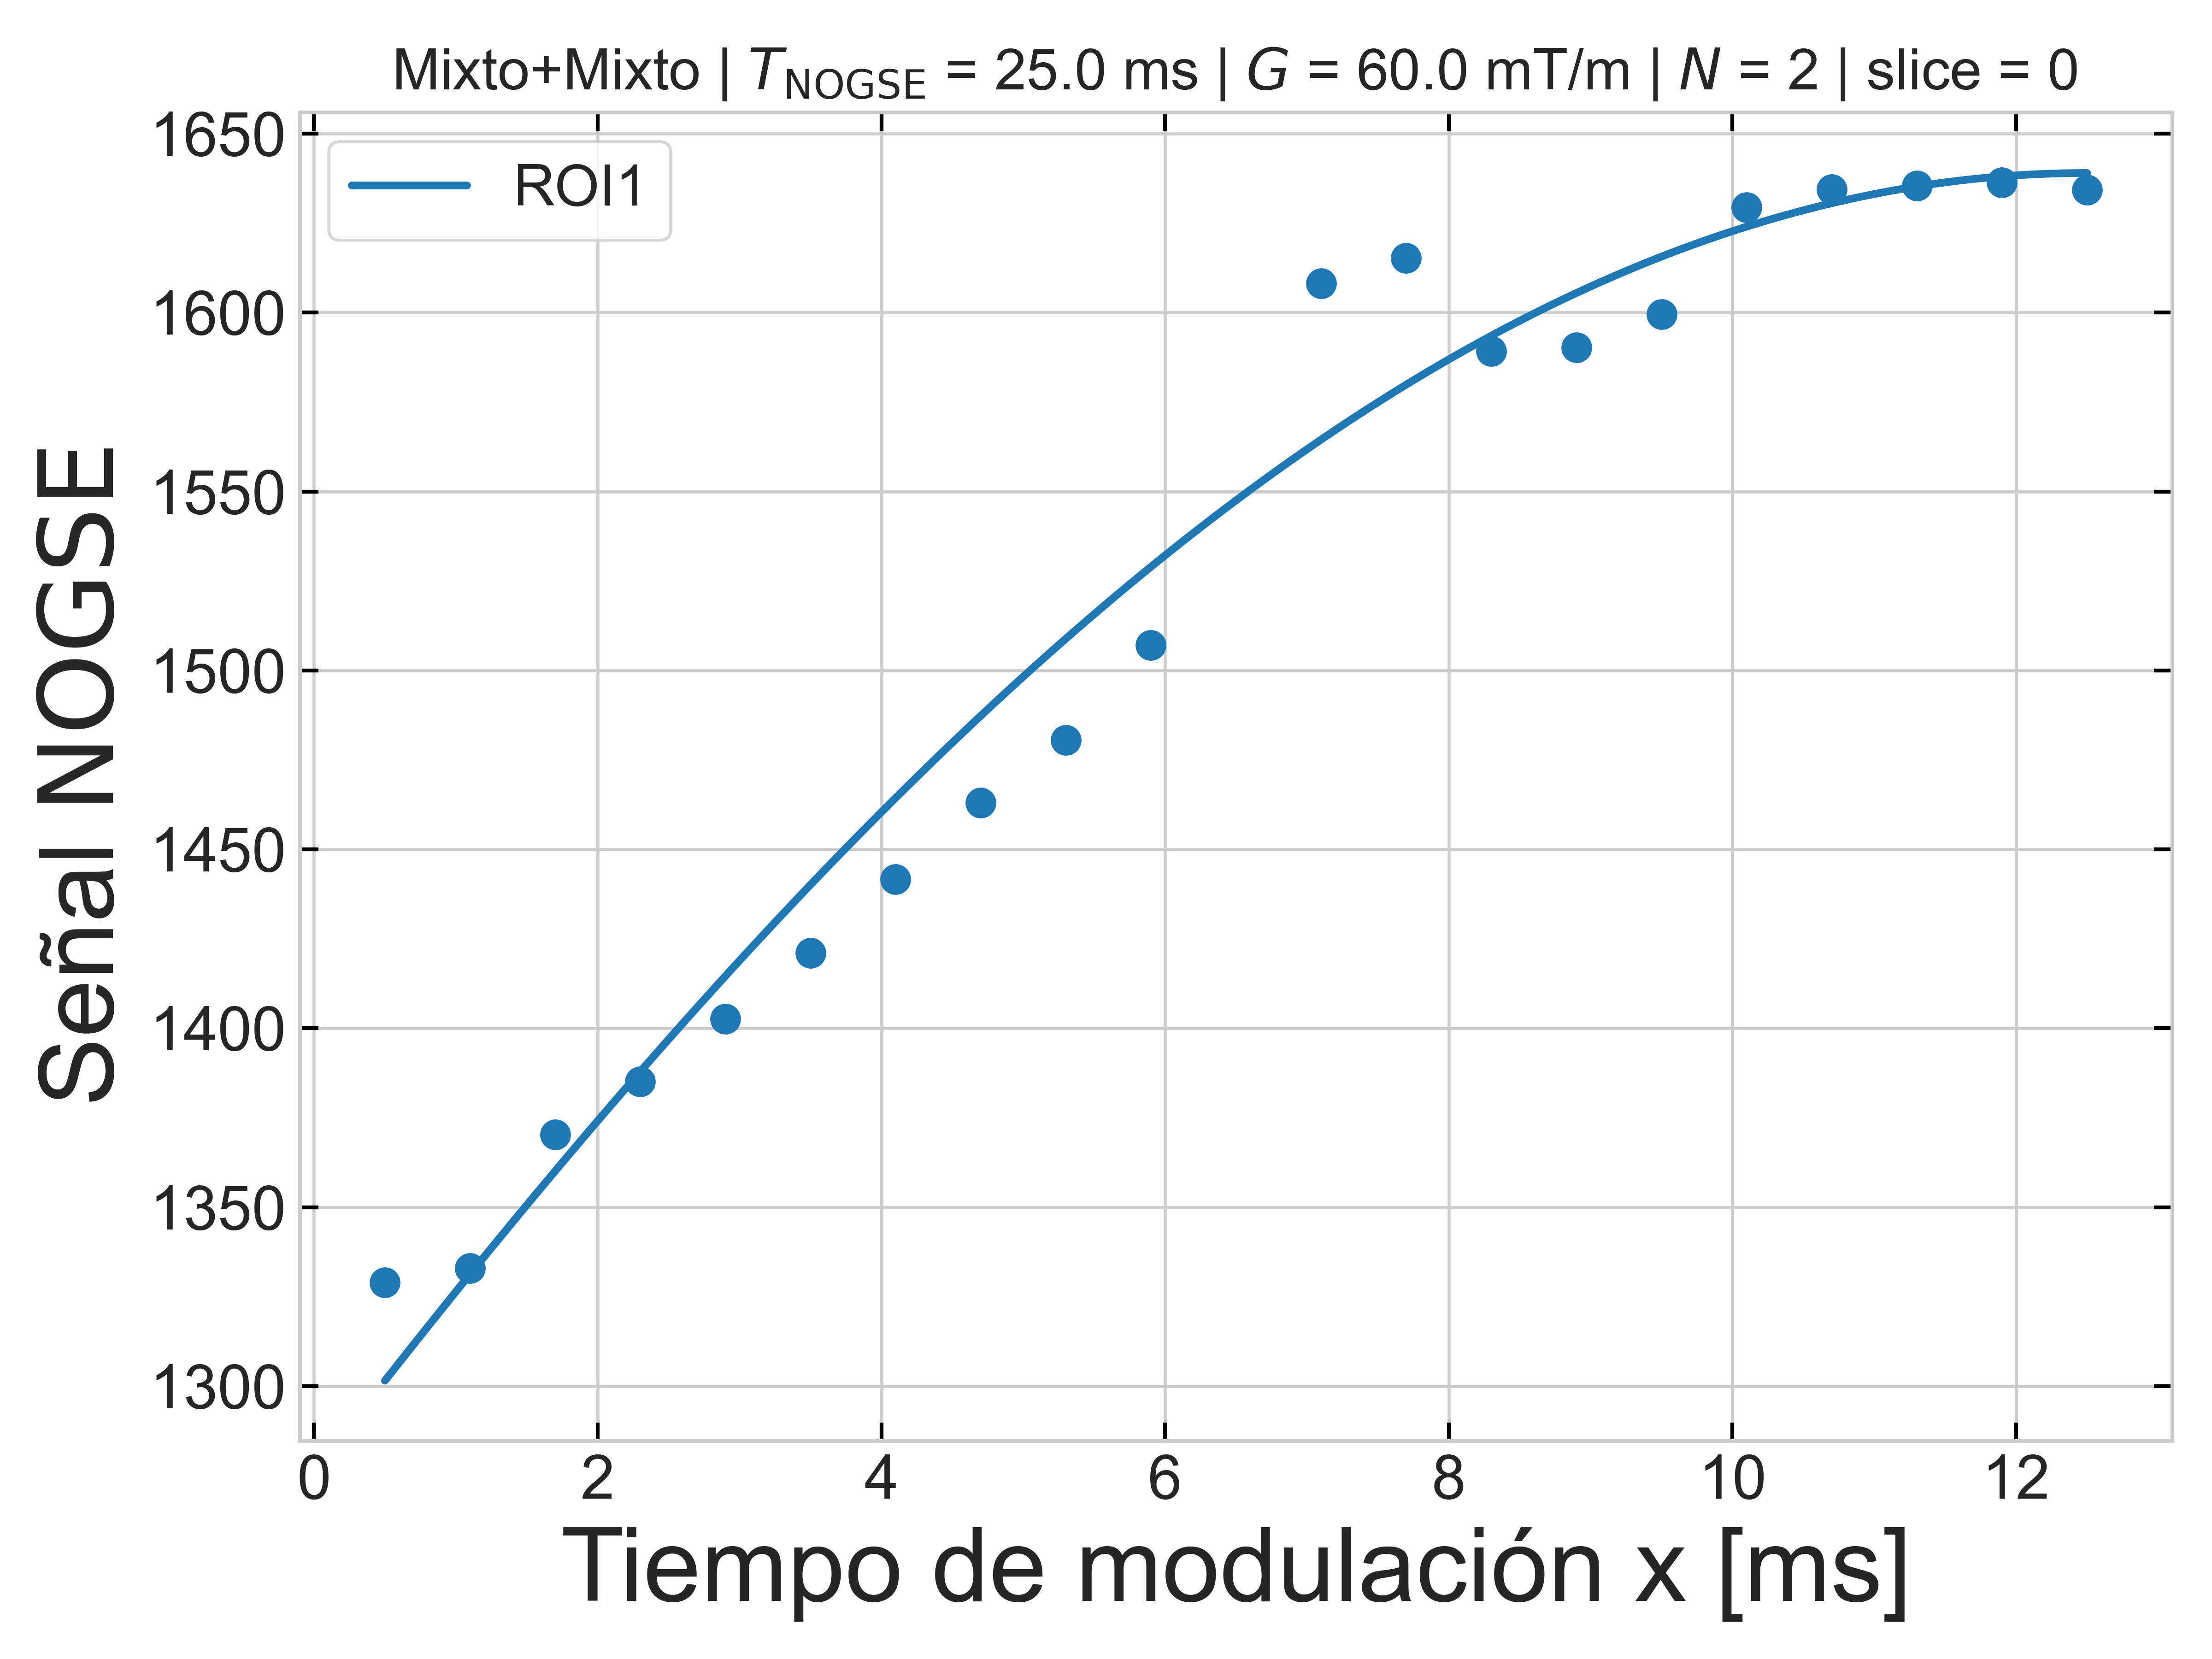 Mixto+Mixto | T_NOGSE = 25.0 ms | G = 60.0 mT/m | N = 2 | slice = 0
ROI1
Señal NOGSE
1650
1600
1550
1500
1450
1400
1350
1300
0 2 4 6 8 10 12
Tiempo de modulación x [ms]